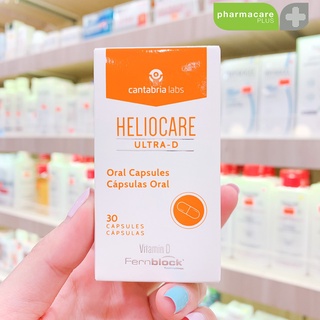 pharmacare
PLUS
cantabria labs
HELIOCARE
ULTRA-D
Oral Capsules
Cápsulas Oral
30
CAPSULES
CÁPSULAS
Vitamin D
Fernblock